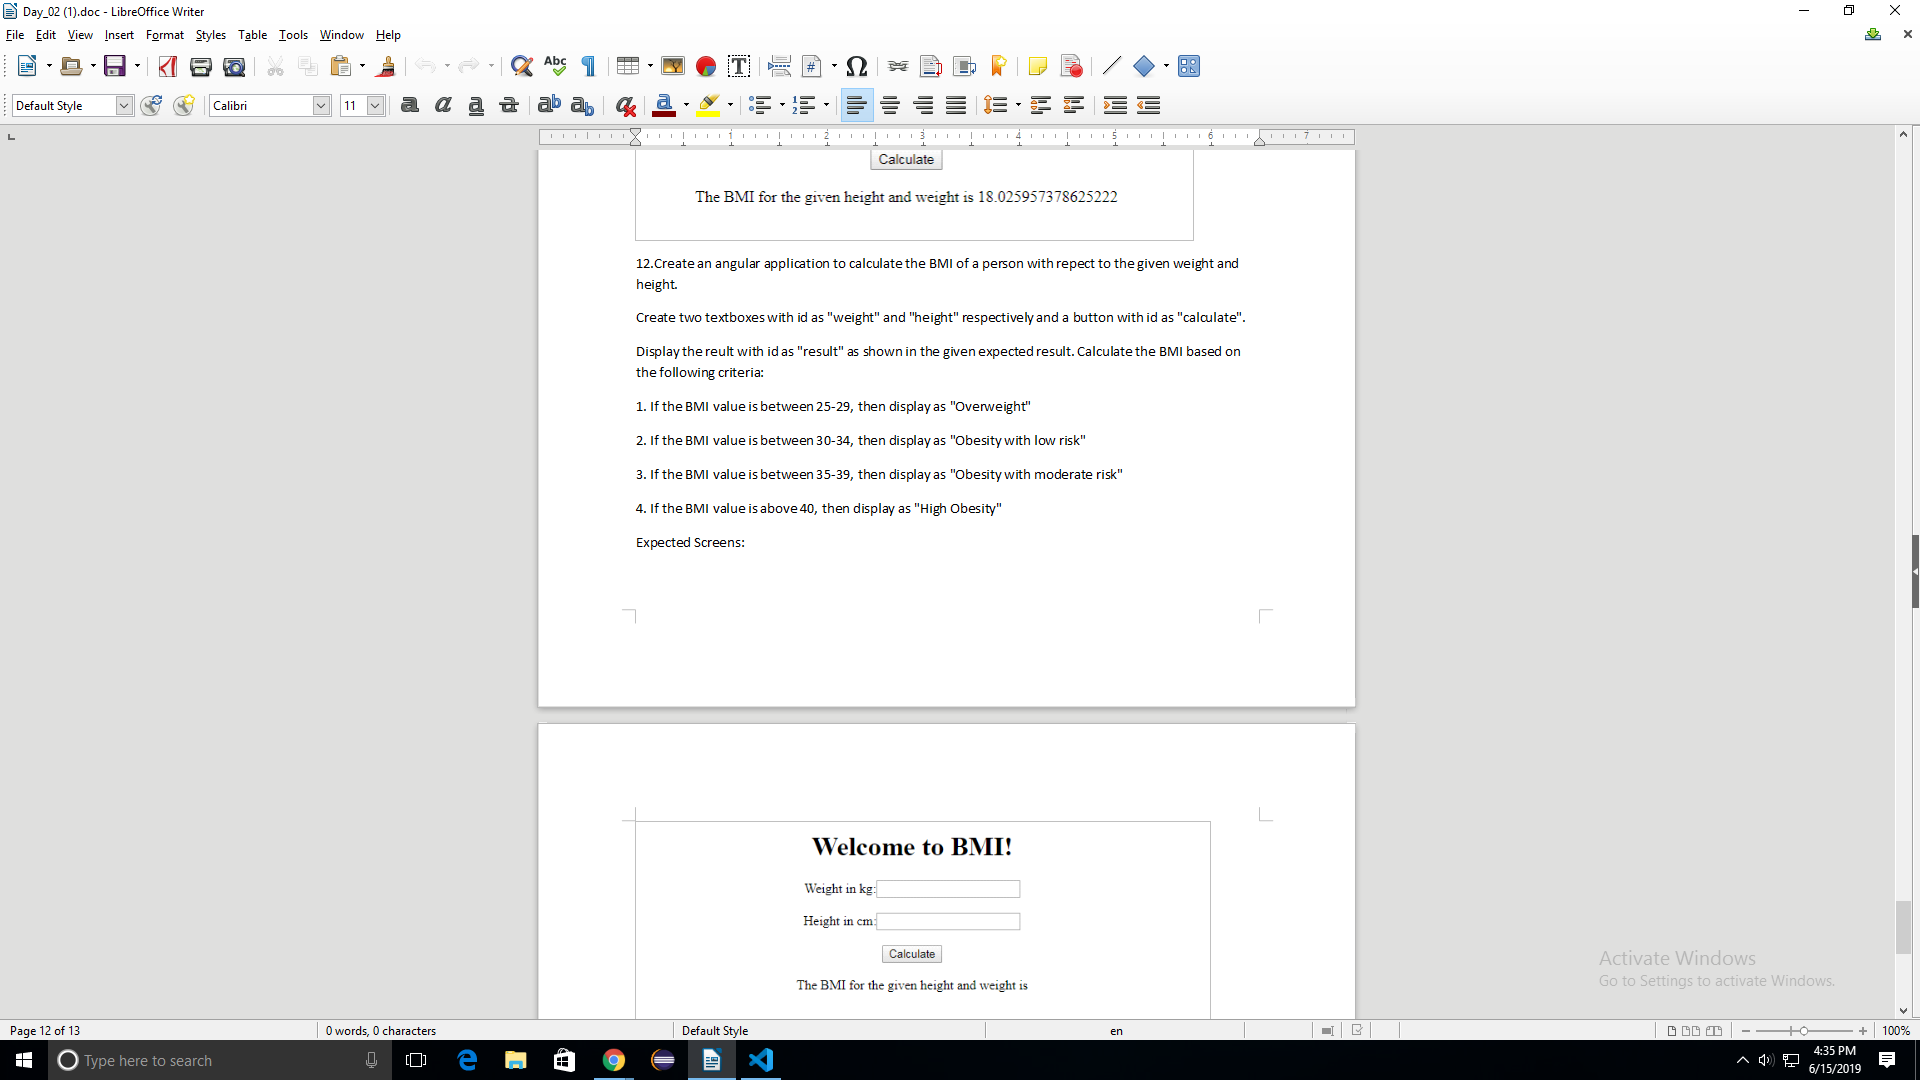 Day_02 (1).doc - LibreOffice Writer
File Edit View Insert Format Styles Table Tools Window Help
Abc
Default Style Calibri 11
1 2 3 4 5 6 7
Calculate
The BMI for the given height and weight is 18.025957378625222
12.Create an angular application to calculate the BMI of a person with repect to the given weight and
height.
Create two textboxes with id as "weight" and "height" respectively and a button with id as "calculate".
Display the reult with id as "result" as shown in the given expected result. Calculate the BMI based on
the following criteria:
1. If the BMI value is between 25-29, then display as "Overweight"
2. If the BMI value is between 30-34, then display as "Obesity with low risk"
3. If the BMI value is between 35-39, then display as "Obesity with moderate risk"
4. If the BMI value is above 40, then display as "High Obesity"
Expected Screens:
Welcome to BMI!
Weight in kg:
Height in cm:
Calculate
The BMI for the given height and weight is
Activate Windows
Go to Settings to activate Windows.
Page 12 of 13 0 words, 0 characters Default Style en 100%
Type here to search
4:35 PM
6/15/2019